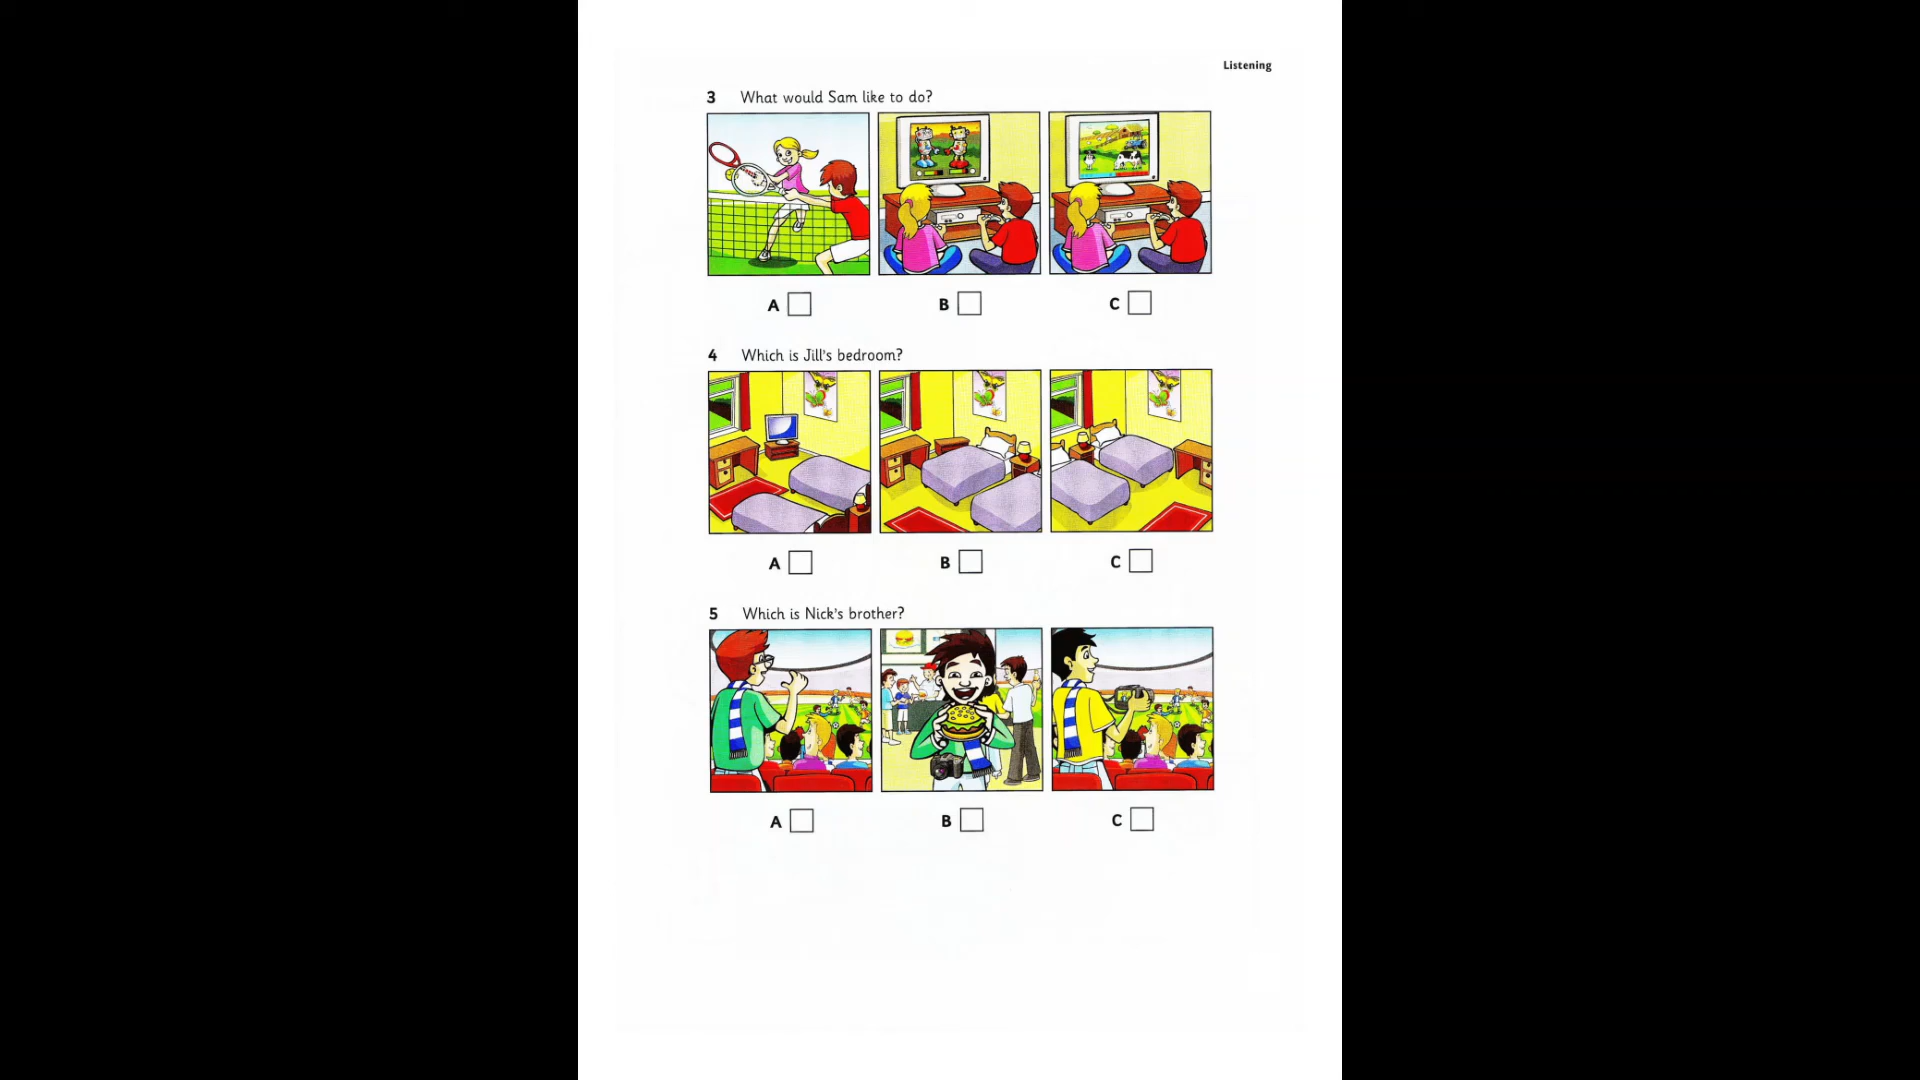 Listening
3 What would Sam like to do?
A B C
4 Which is Jill's bedroom?
A B C
5 Which is Nick's brother?
A B C